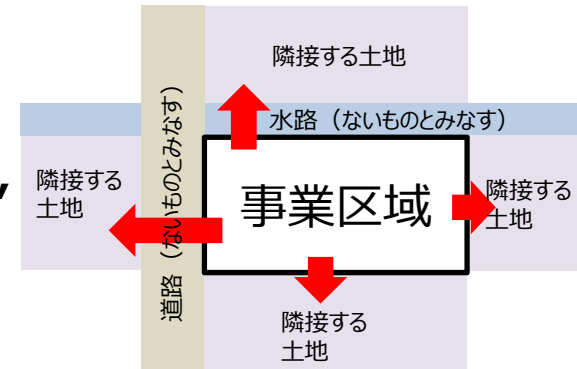 隣接する土地
水路（ないものとみなす）
道路（ないものとみなす）
隣接する
土地
事業区域
隣接する
土地
隣接する
土地